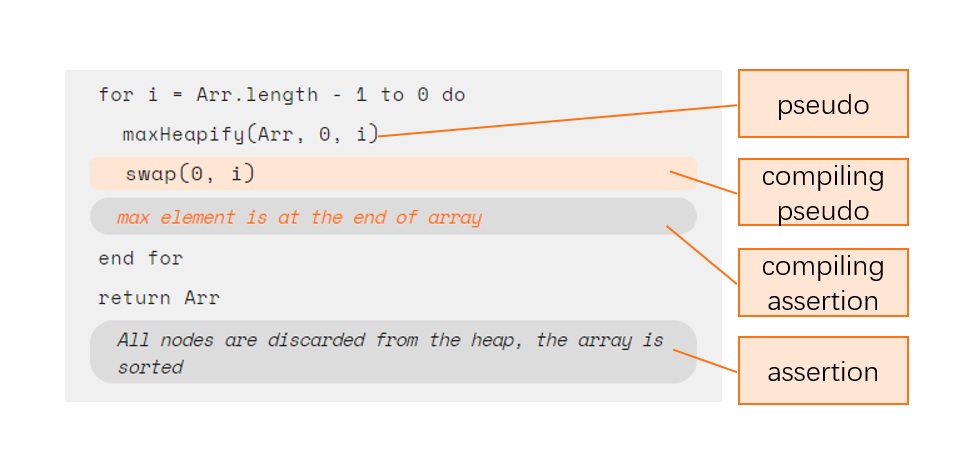 for i = Arr.length - 1 to 0 do
maxHeapify(Arr, 0, i)
swap(0, i)
max element is at the end of array
end for
return Arr
All nodes are discarded from the heap, the array is
sorted
pseudo
compiling
pseudo
compiling
assertion
assertion